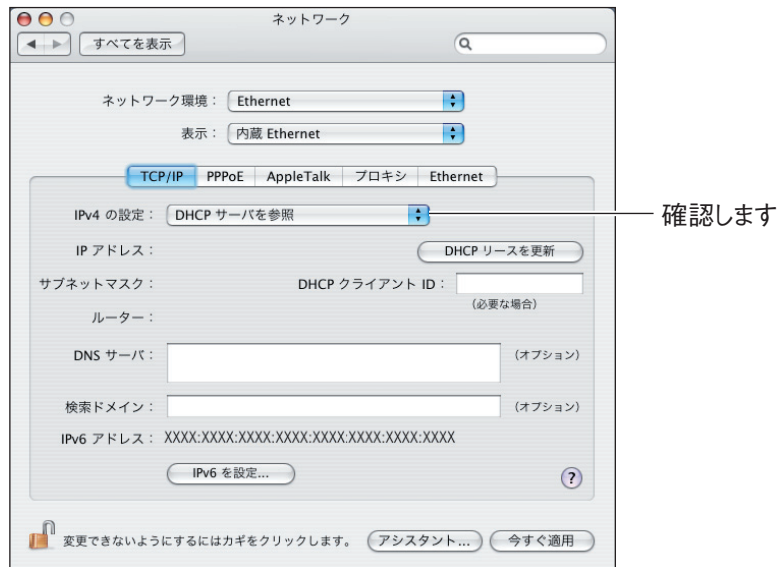 ネットワーク
すべてを表示
ネットワーク環境： Ethernet
表示： 内蔵 Ethernet
TCP/IP PPPoE AppleTalk プロキシ Ethernet
IPv4 の設定： DHCP サーバを参照
確認します
IP アドレス：
DHCP リースを更新
サブネットマスク：
DHCP クライアント ID：
（必要な場合）
ルーター：
DNS サーバ：
（オプション）
検索ドメイン：
（オプション）
IPv6 アドレス： XXXX:XXXX:XXXX:XXXX:XXXX:XXXX:XXXX:XXXX
IPv6 を設定...
?
変更できないようにするにはカギをクリックします。 アシスタント... 今すぐ適用